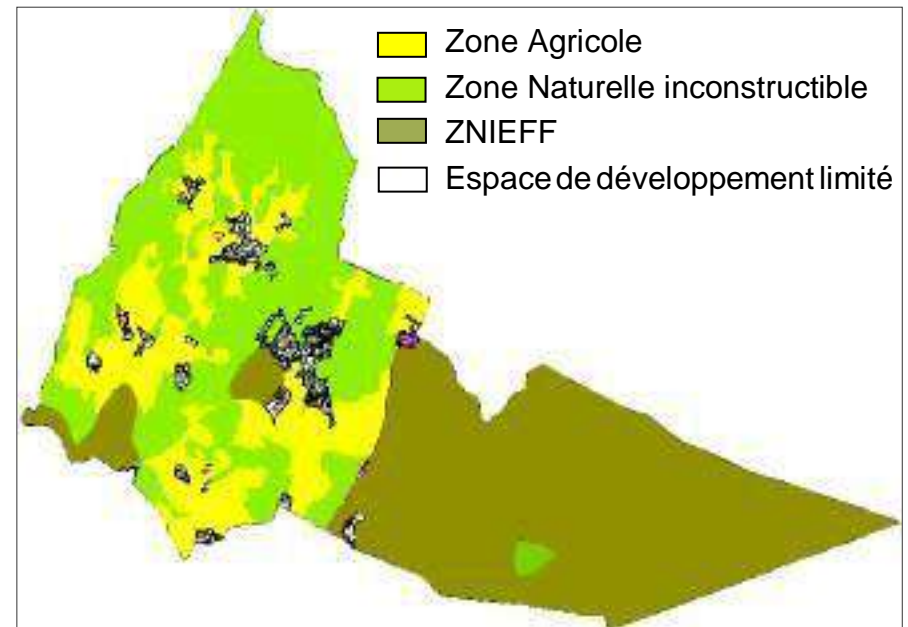 Zone Agricole
Zone Naturelle inconstructible
ZNIEFF
Espace de développement limité